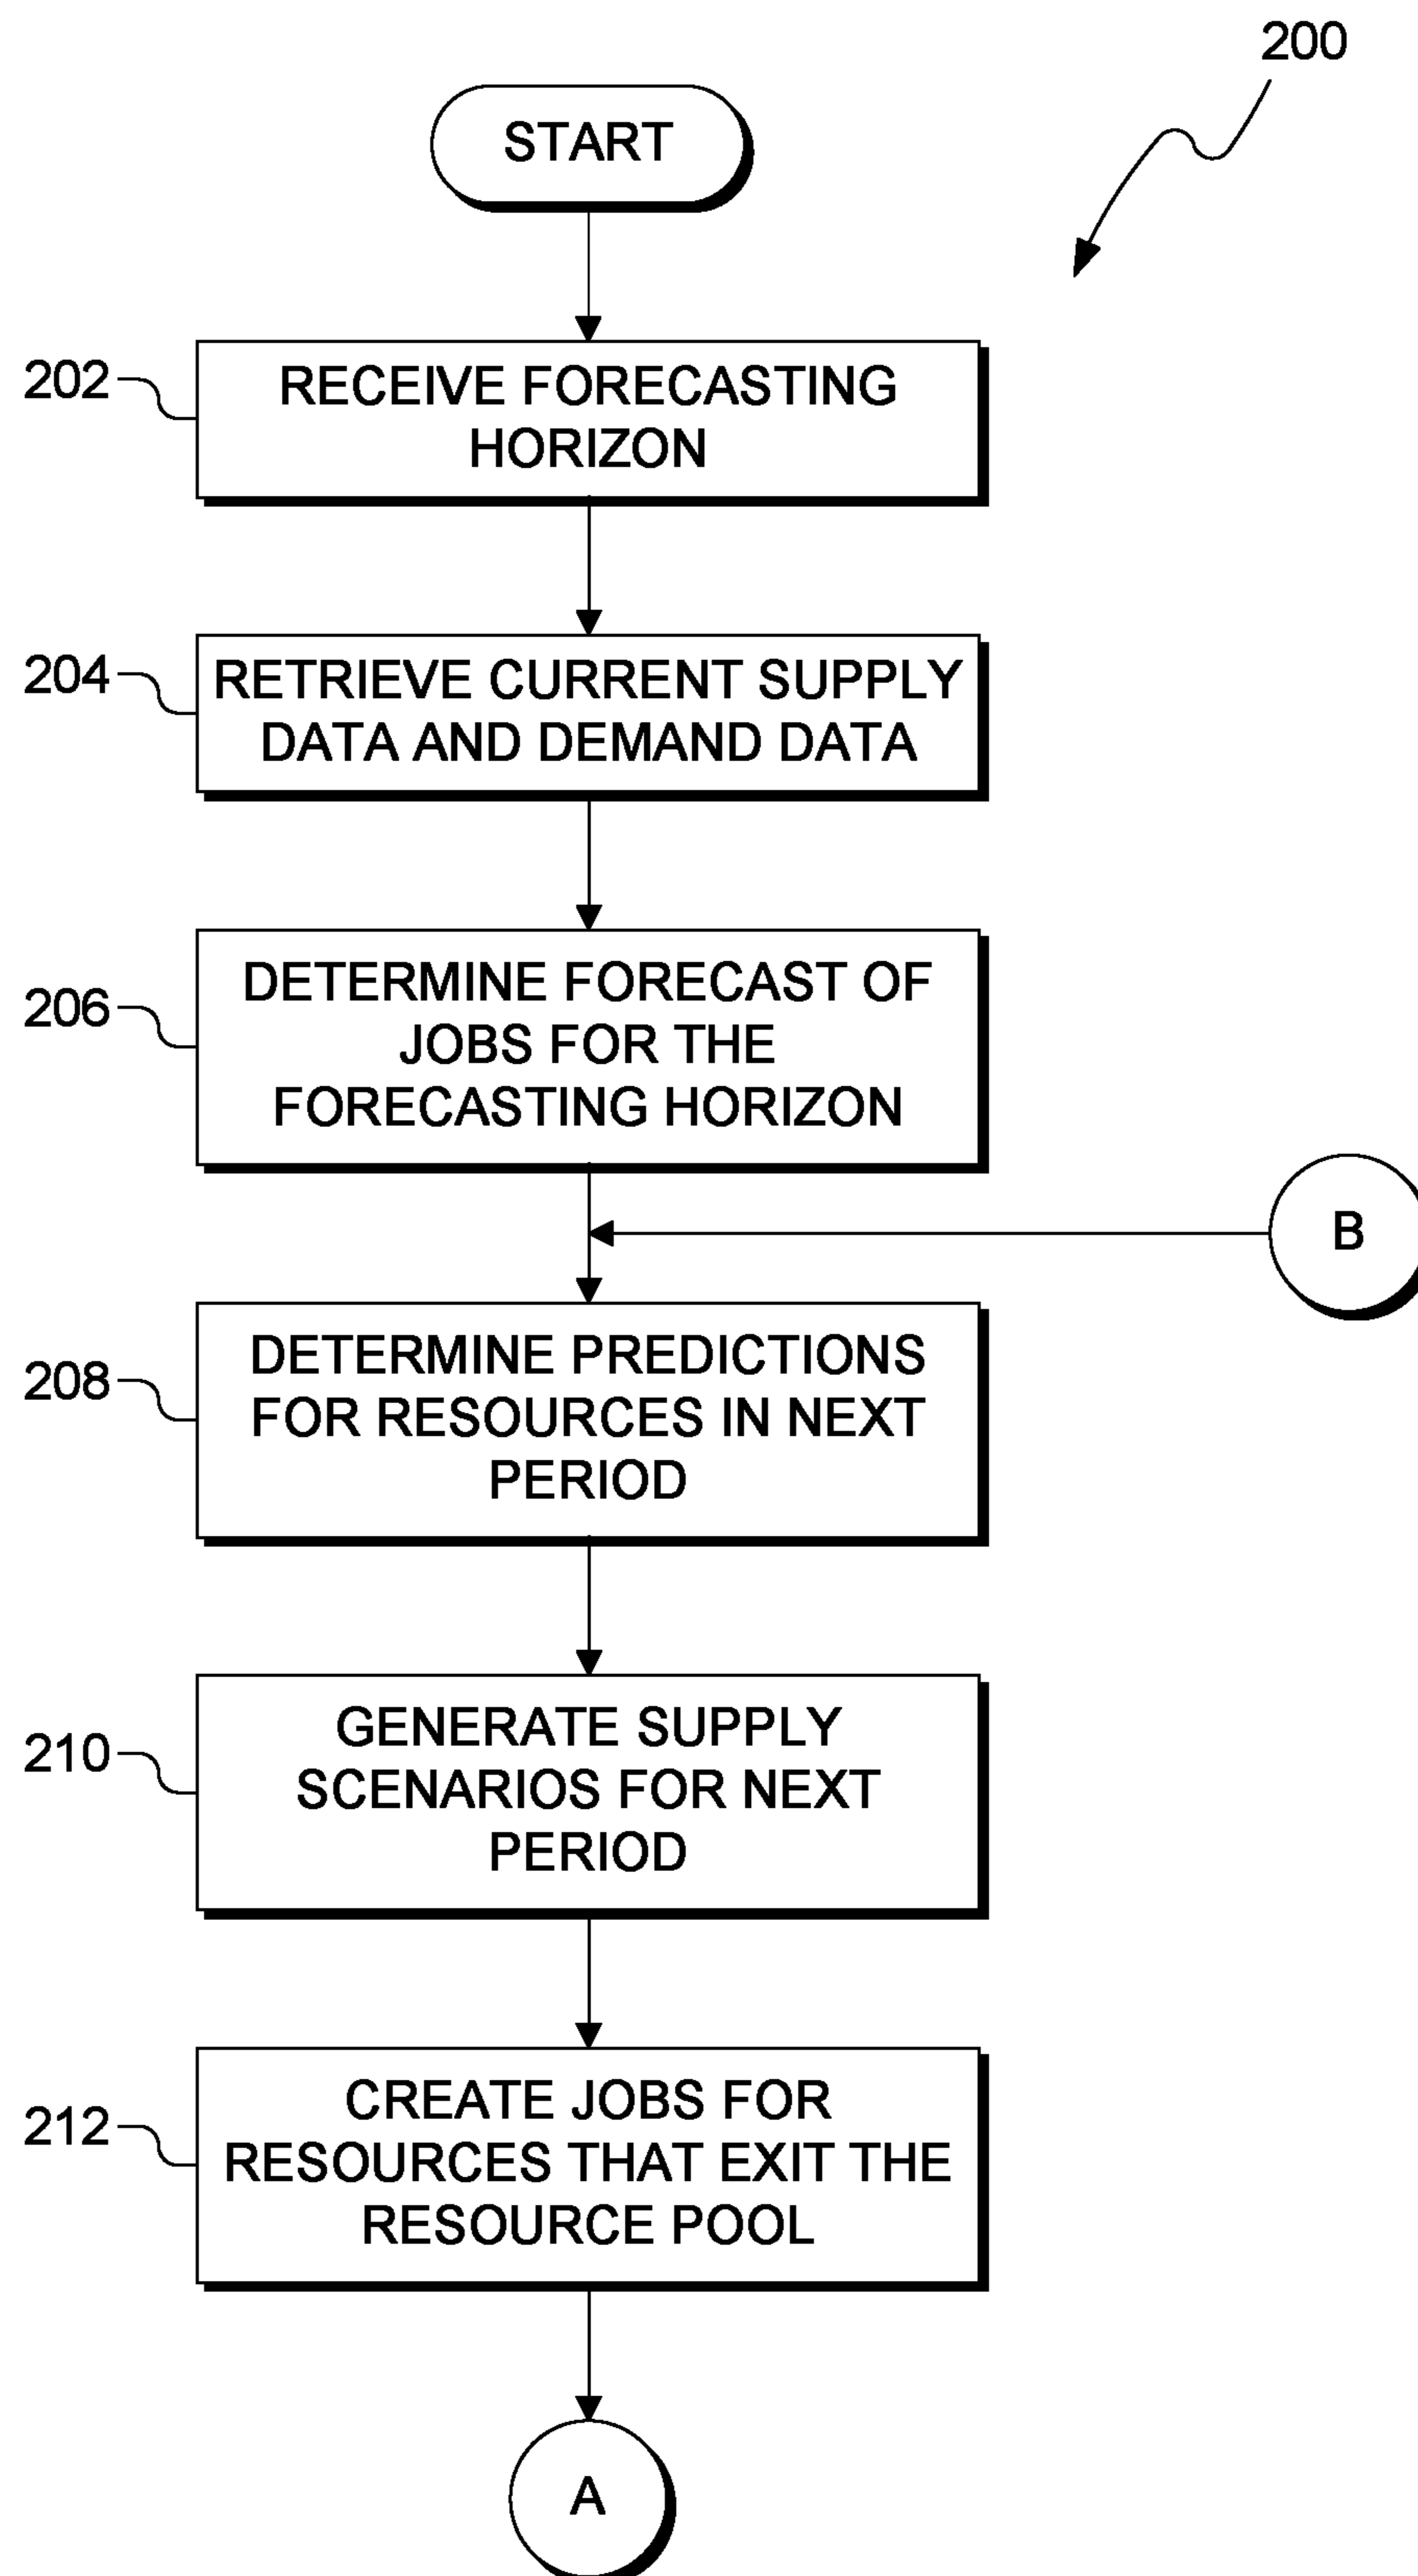 200
START
202
RECEIVE FORECASTING
HORIZON
204
RETRIEVE CURRENT SUPPLY
DATA AND DEMAND DATA
206
DETERMINE FORECAST OF
JOBS FOR THE
FORECASTING HORIZON
B
208
DETERMINE PREDICTIONS
FOR RESOURCES IN NEXT
PERIOD
210
GENERATE SUPPLY
SCENARIOS FOR NEXT
PERIOD
212
CREATE JOBS FOR
RESOURCES THAT EXIT THE
RESOURCE POOL
A